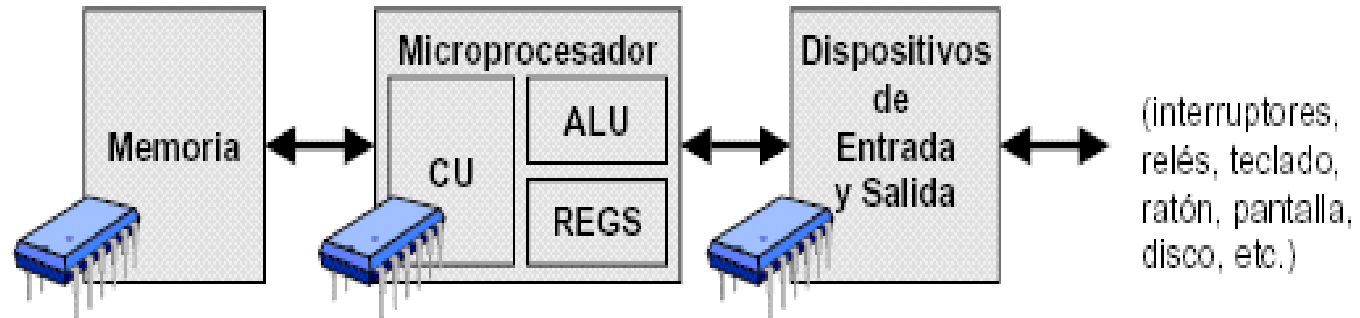 Memoria
Microprocesador
CU
ALU
REGS
Dispositivos
de
Entrada
y Salida
(interruptores,
relés, teclado,
ratón, pantalla,
disco, etc.)